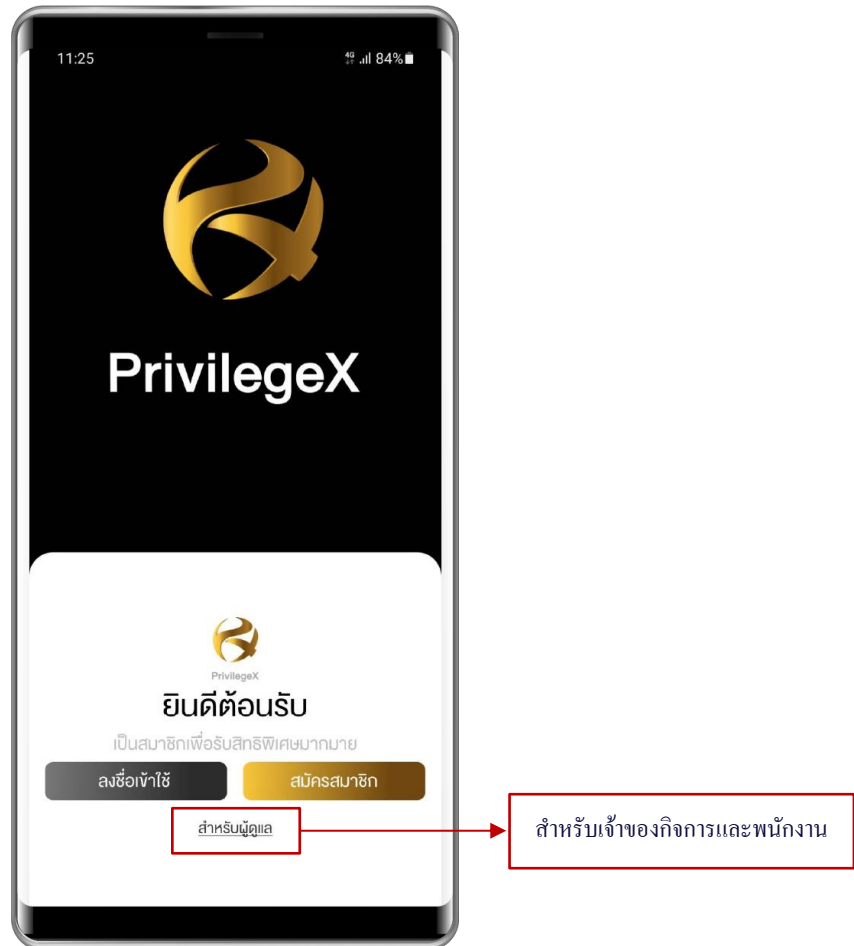 11:25
4G 84%
PrivilegeX
PrivilegeX
ยินดีต้อนรับ
เป็นสมาชิกเพื่อรับสิทธิพิเศษมากมาย
ลงชื่อเข้าใช้ สมัครสมาชิก
สำหรับผู้ดูแล
สำหรับเจ้าของกิจการและพนักงาน